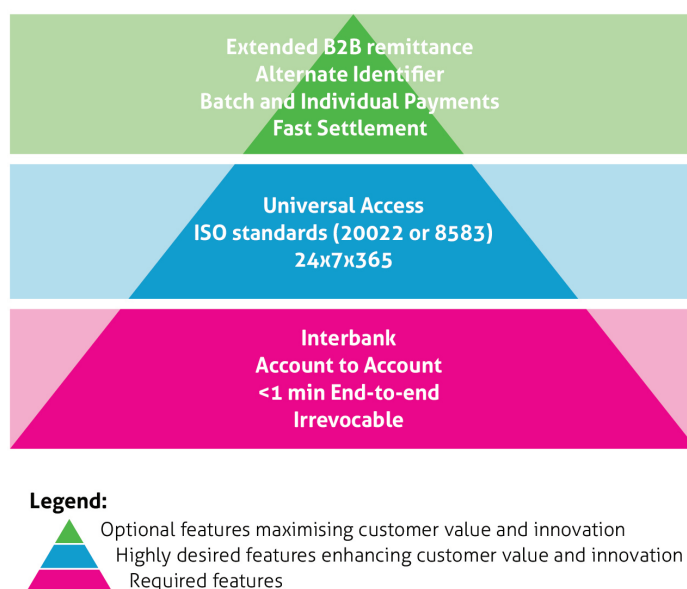 Extended B2B remittance
Alternate Identifier
Batch and Individual Payments
Fast Settlement
Universal Access
ISO standards (20022 or 8583)
24x7x365
Interbank
Account to Account
<1 min End-to-end
Irrevocable
Legend:
Optional features maximising customer value and innovation
Highly desired features enhancing customer value and innovation
Required features